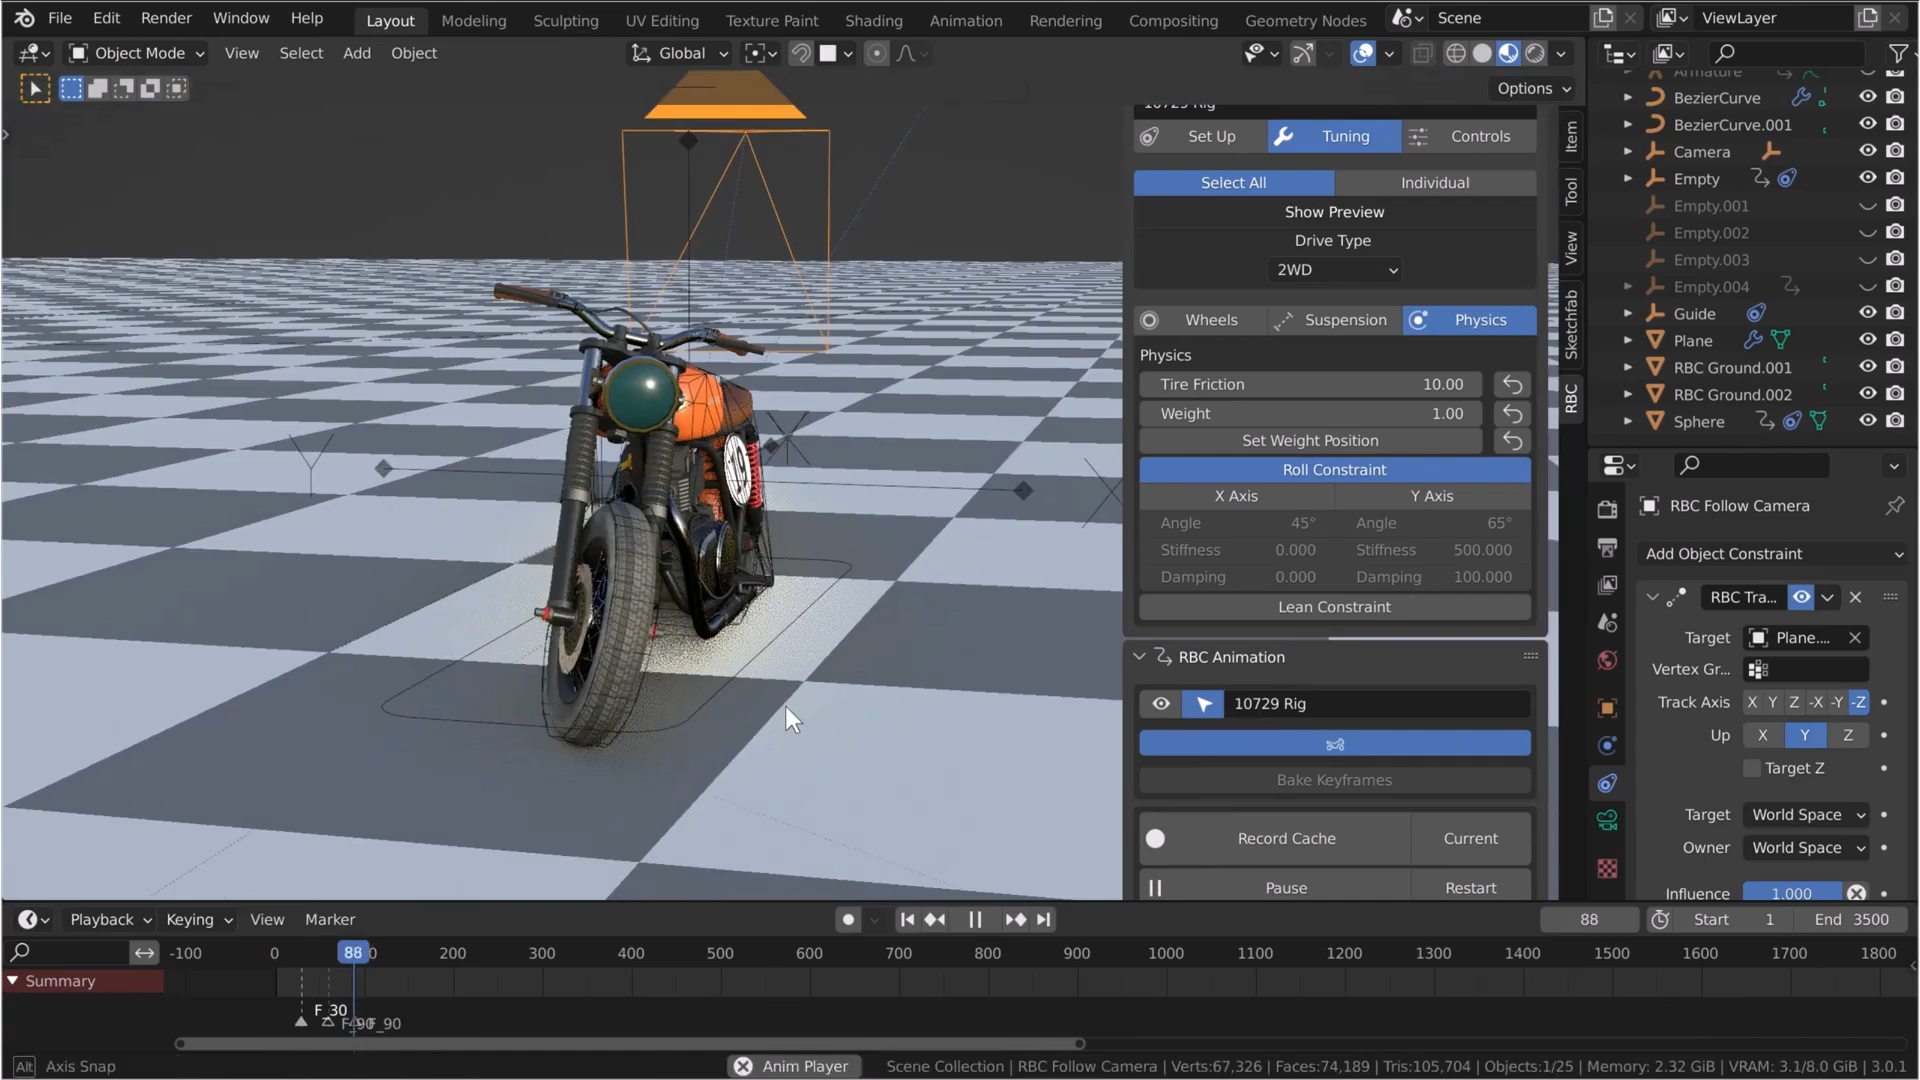 File Edit Render Window Help Layout Modeling Sculpting UV Editing Texture Paint Shading Animation Rendering Compositing Geometry Nodes Scene ViewLayer
Object Mode View Select Add Object Global
Options
10729 Rig
Set Up Tuning Controls
Select All Individual
Show Preview
Drive Type
2WD
Wheels Suspension Physics
Physics
Tire Friction 10.00
Weight 1.00
Set Weight Position
Roll Constraint
X Axis Y Axis
Angle 45° Angle 65°
Stiffness 0.000 Stiffness 500.000
Damping 0.000 Damping 100.000
Lean Constraint
RBC Animation
10729 Rig
Bake Keyframes
Record Cache Current
Pause Restart
Item
Tool
View
Sketchfab
RBC
Armature
BezierCurve
BezierCurve.001
Camera
Empty
Empty.001
Empty.002
Empty.003
Empty.004
Guide
Plane
RBC Ground.001
RBC Ground.002
Sphere
RBC Follow Camera
Add Object Constraint
RBC Tra...
Target Plane....
Vertex Gr...
Track Axis X Y Z -X -Y -Z
Up X Y Z
Target Z
Target World Space
Owner World Space
Influence 1.000
19
Playback Keying View Marker 88 Start 1 End 3500
-100 0 88 0 200 300 400 500 600 700 800 900 1000 1100 1200 1300 1400 1500 1600 1700 1800
Summary
F_30
F_90 F_90
Alt Axis Snap Anim Player Scene Collection | RBC Follow Camera | Verts:67,326 | Faces:74,189 | Tris:105,704 | Objects:1/25 | Memory: 2.32 GiB | VRAM: 3.1/8.0 GiB | 3.0.1